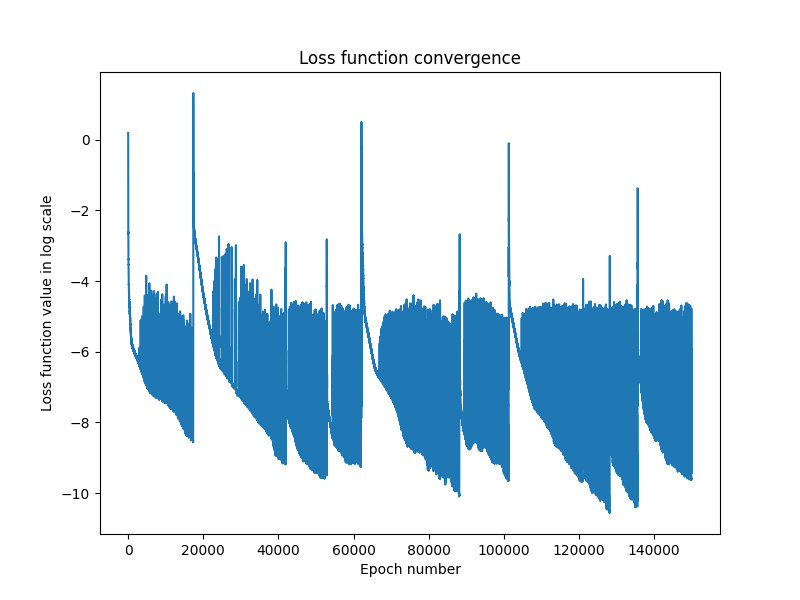 Loss function convergence
Loss function value in log scale
0
−2
−4
−6
−8
−10
0 20000 40000 60000 80000 100000 120000 140000
Epoch number